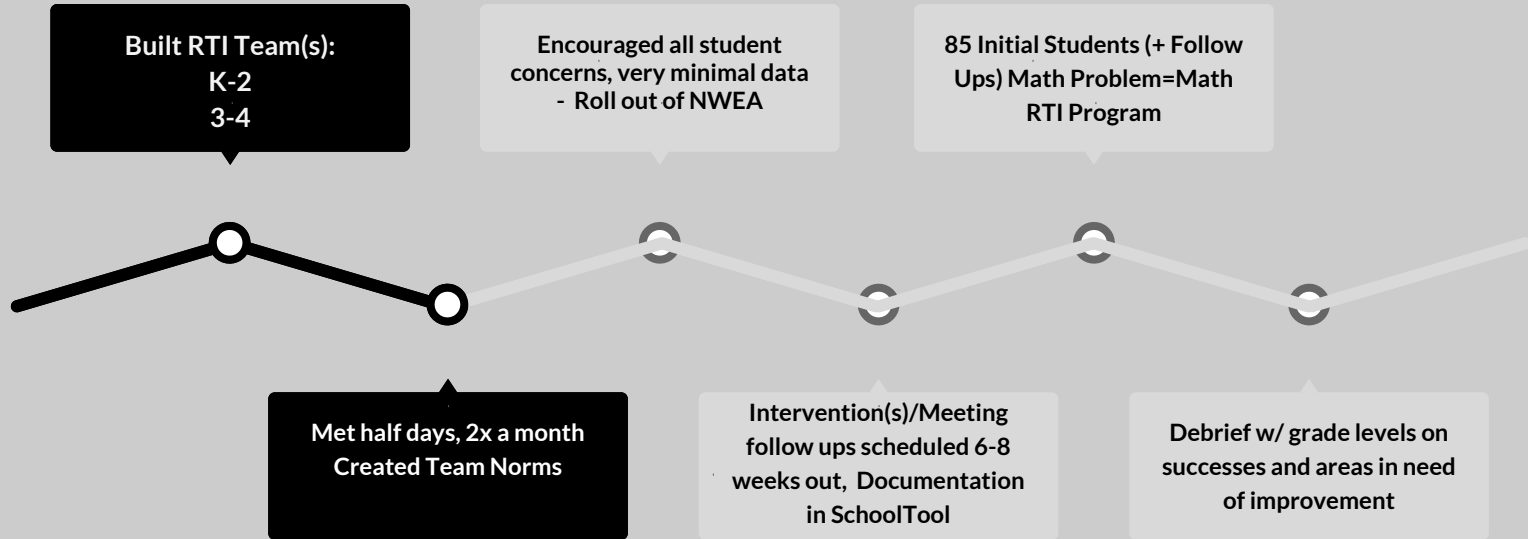 Built RTI Team(s):
K-2
3-4
Met half days, 2x a month
Created Team Norms
Encouraged all student
concerns, very minimal data
- Roll out of NWEA
Intervention(s)/Meeting
follow ups scheduled 6-8
weeks out, Documentation
in SchoolTool
85 Initial Students (+ Follow
Ups) Math Problem=Math
RTI Program
Debrief w/ grade levels on
successes and areas in need
of improvement